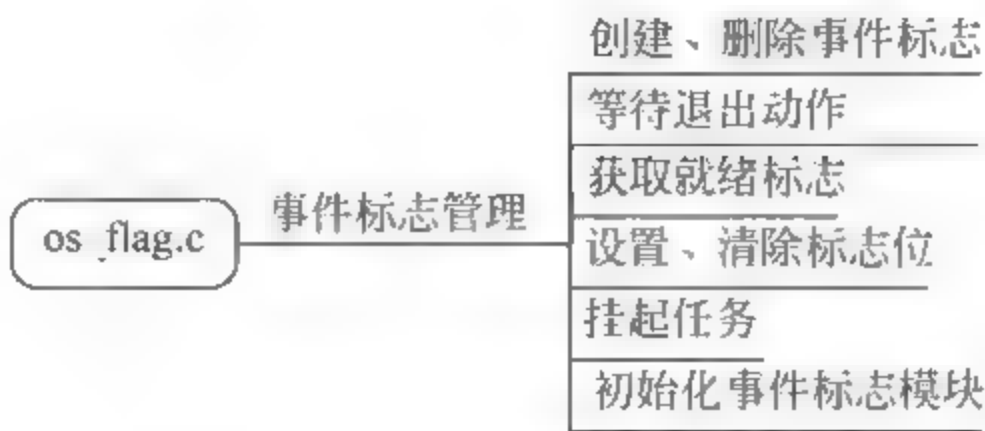 创建、删除事件标志
等待退出动作
获取就绪标志
os_flag.c
事件标志管理
设置、清除标志位
挂起任务
初始化事件标志模块